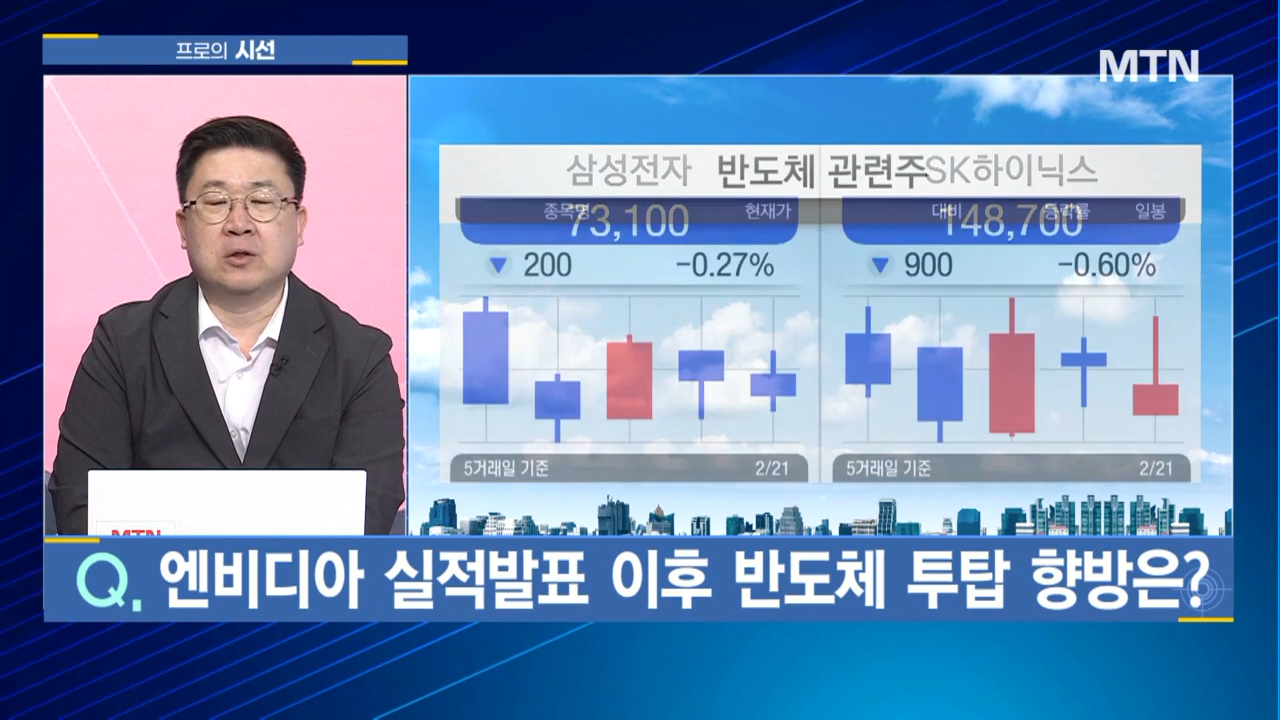 프로의 시선
MTN
삼성전자 반도체 관련주 SK하이닉스
종목명 현재가 대비 등락률 일봉
73,100 148,700
▼ 200 -0.27% ▼ 900 -0.60%
5거래일 기준 2/21 5거래일 기준 2/21
MTN
Q. 엔비디아 실적발표 이후 반도체 투탑 향방은?